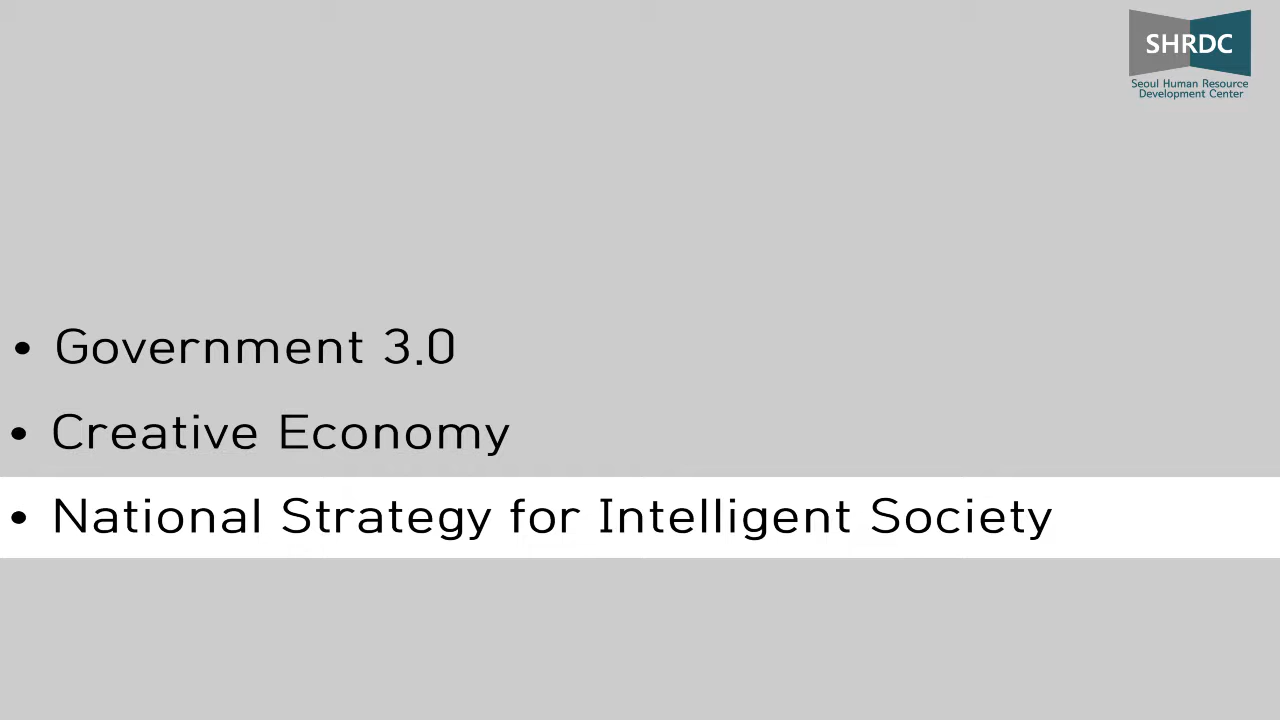 SHRDC
Seoul Human Resource
Development Center
• Government 3.0
• Creative Economy
• National Strategy for Intelligent Society